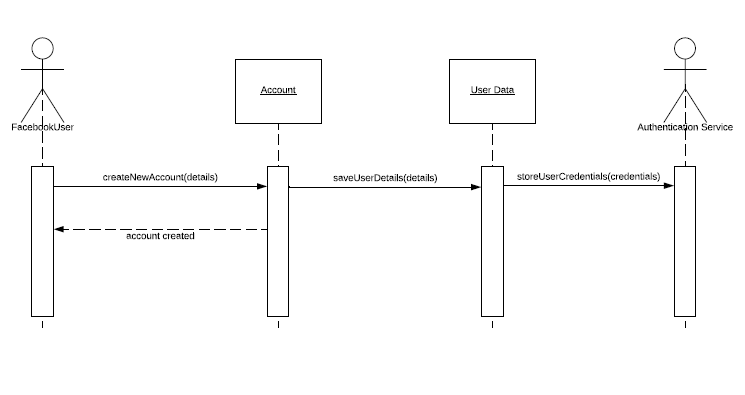 Account
User Data
FacebookUser
Authentication Service
createNewAccount(details)
saveUserDetails(details)
storeUserCredentials(credentials)
account created